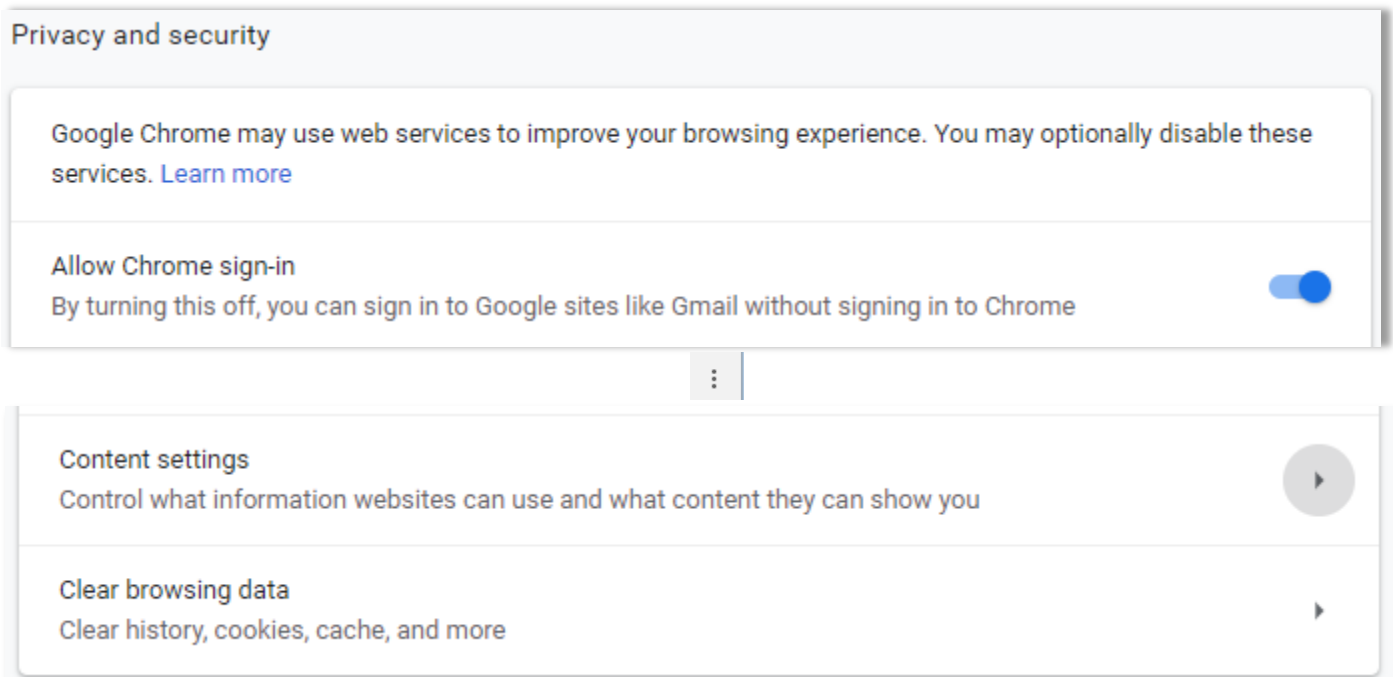 Privacy and security
Google Chrome may use web services to improve your browsing experience. You may optionally disable these
services. Learn more
Allow Chrome sign-in
By turning this off, you can sign in to Google sites like Gmail without signing in to Chrome
Content settings
Control what information websites can use and what content they can show you
Clear browsing data
Clear history, cookies, cache, and more